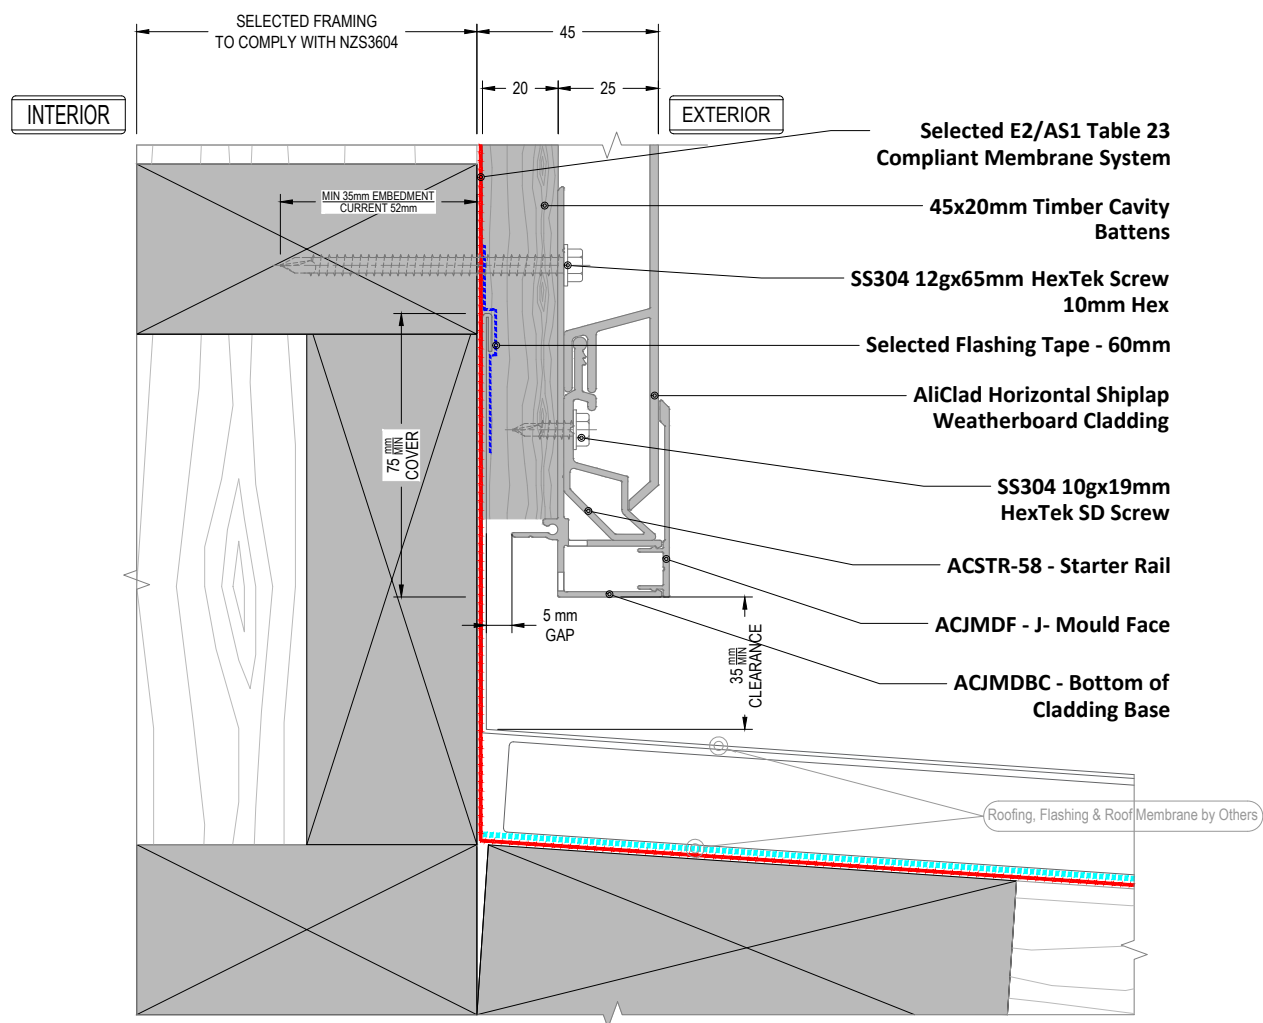 SELECTED FRAMING
TO COMPLY WITH NZS3604
45
20
25
INTERIOR
EXTERIOR
Selected E2/AS1 Table 23
Compliant Membrane System
MIN 35mm EMBEDMENT
CURRENT 52mm
45x20mm Timber Cavity
Battens
SS304 12gx65mm HexTek Screw
10mm Hex
Selected Flashing Tape - 60mm
AliClad Horizontal Shiplap
Weatherboard Cladding
75 mm MIN
COVER
SS304 10gx19mm
HexTek SD Screw
ACSTR-58 - Starter Rail
5 mm
GAP
ACJMDF - J- Mould Face
35 mm MIN
CLEARANCE
ACJMDBC - Bottom of
Cladding Base
Roofing, Flashing & Roof Membrane by Others